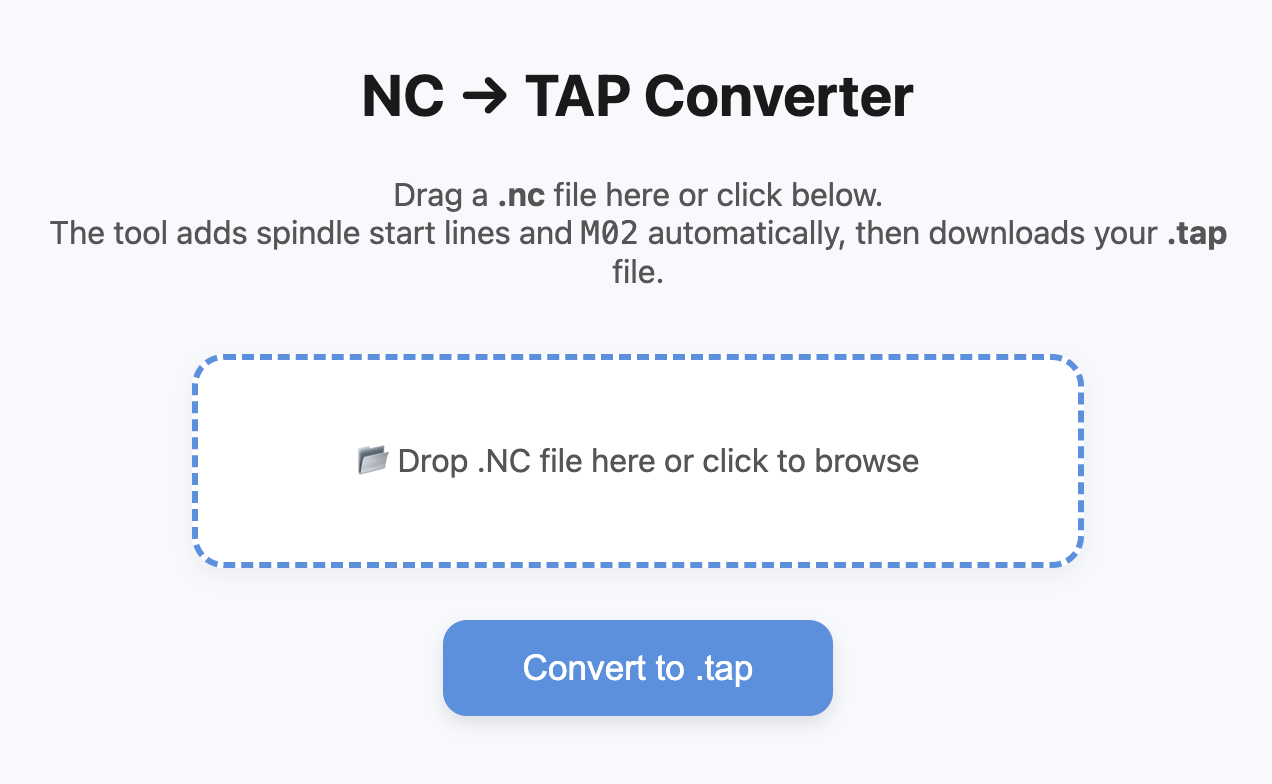 NC → TAP Converter
Drag a .nc file here or click below.
The tool adds spindle start lines and M02 automatically, then downloads your .tap
file.
📂 Drop .NC file here or click to browse
Convert to .tap